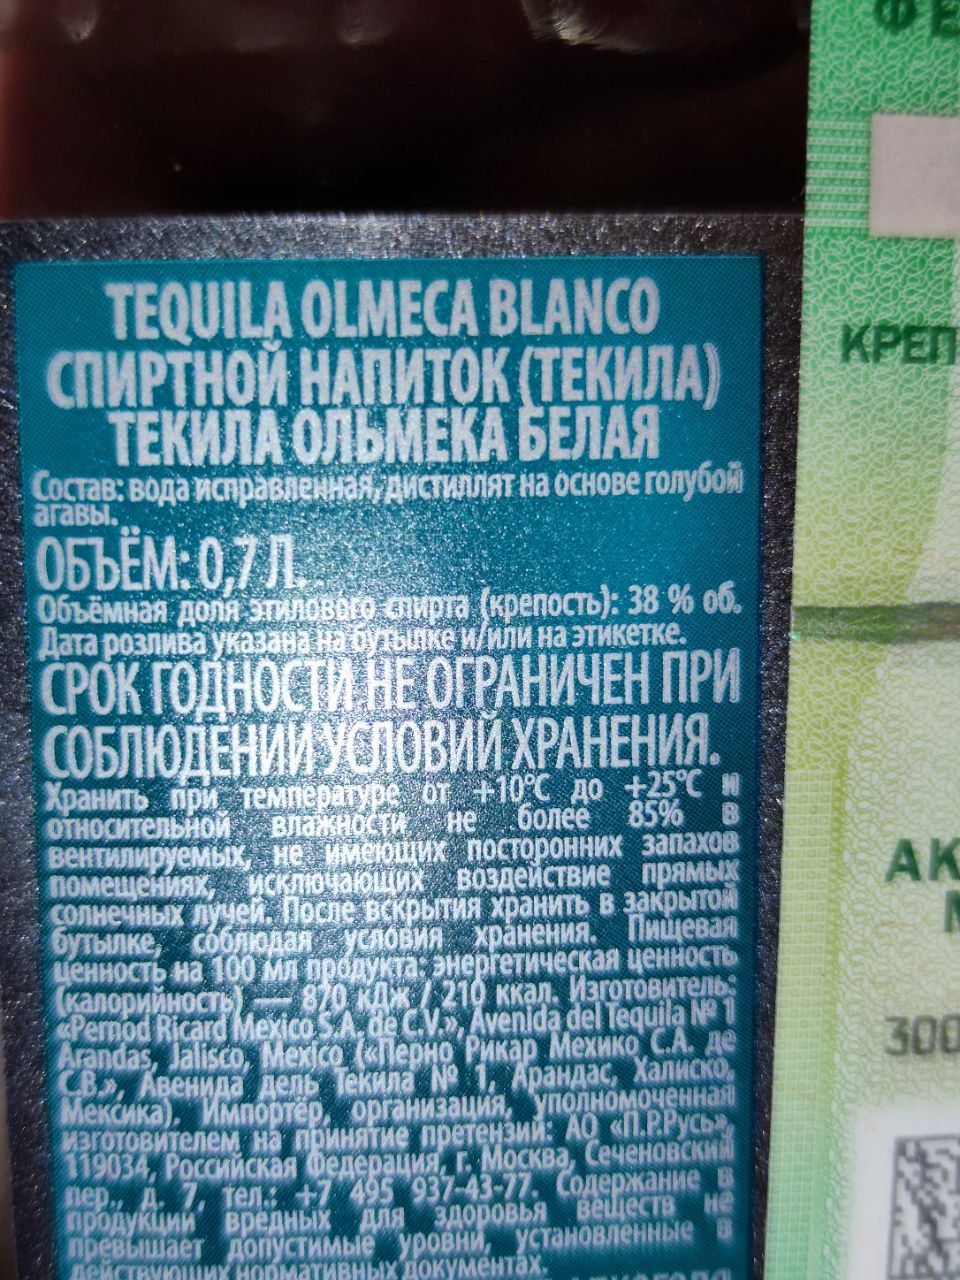 TEQUILA OLMECA BLANCO
СПИРТНОЙ НАПИТОК (ТЕКИЛА)
ТЕКИЛА ОЛЬМЕКА БЕЛАЯ
Состав: вода исправленная, дистиллят на основе голубой
агавы.
ОБЪЁМ: 0,7 Л.
Объёмная доля этилового спирта (крепость): 38 % об.
Дата розлива указана на бутылке и/или на этикетке.
СРОК ГОДНОСТИ НЕ ОГРАНИЧЕН ПРИ
СОБЛЮДЕНИИ УСЛОВИЙ ХРАНЕНИЯ.
Хранить при температуре от +10°C до +25°C и
относительной влажности не более 85% в
вентилируемых, не имеющих посторонних запахов
помещениях, исключающих воздействие прямых
солнечных лучей. После вскрытия хранить в закрытой
бутылке, соблюдая условия хранения. Пищевая
ценность на 100 мл продукта: энергетическая ценность
(калорийность) — 870 кДж / 210 ккал. Изготовитель:
«Pernod Ricard Mexico S.A. de C.V.», Avenida del Tequila № 1
Arandas, Jalisco, Mexico («Перно Рикар Мехико С.А. де
С.В.», Авенида дель Текила № 1, Арандас, Халиско,
Мексика). Импортёр, организация, уполномоченная
изготовителем на принятие претензий: АО «П.Р.Русь»,
119034, Российская Федерация, г. Москва, Сеченовский
пер., д. 7, тел.: +7 495 937-43-77. Содержание в
продукции вредных для здоровья веществ не
превышает допустимые уровни, установленные в
действующих нормативных документах.
ФЕ
КРЕП
АК
М
300